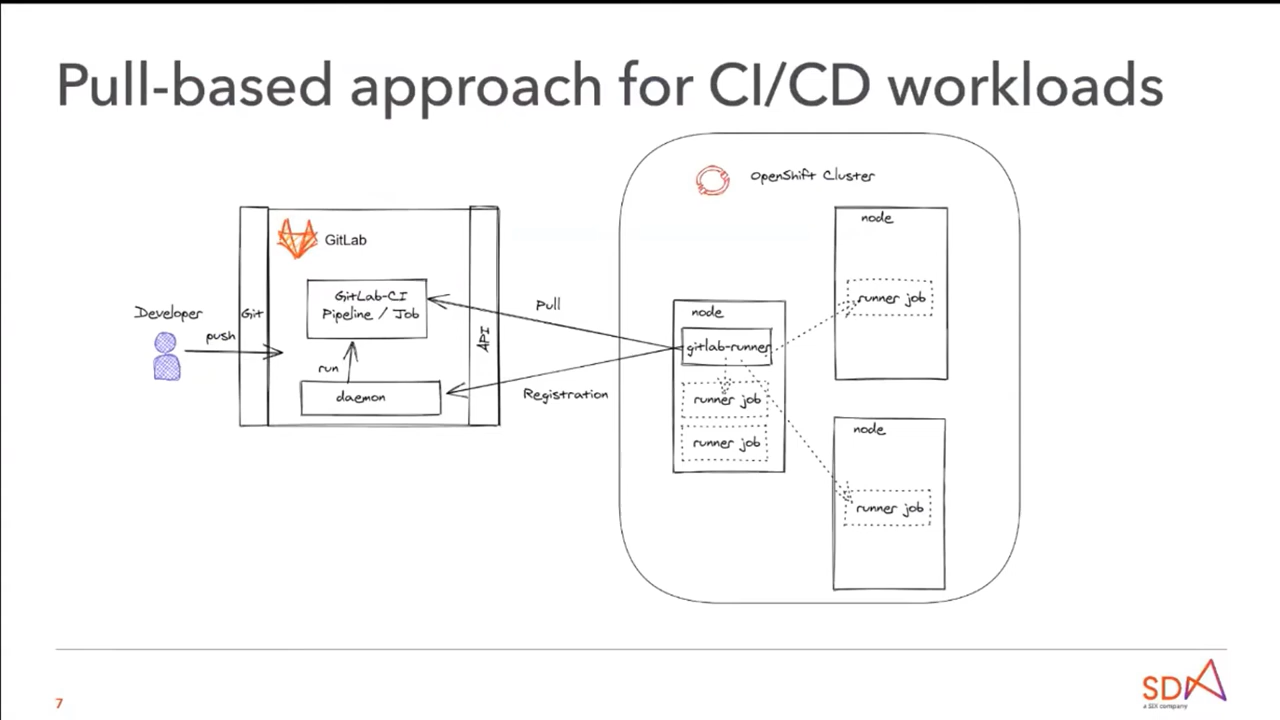 Pull-based approach for CI/CD workloads
OpenShift Cluster
GitLab
GitLab-CI
Pipeline / Job
Developer
push
Git
run
daemon
API
Pull
Registration
node
gitlab-runner
runner job
runner job
node
runner job
node
runner job
7
SDA
a SIX company